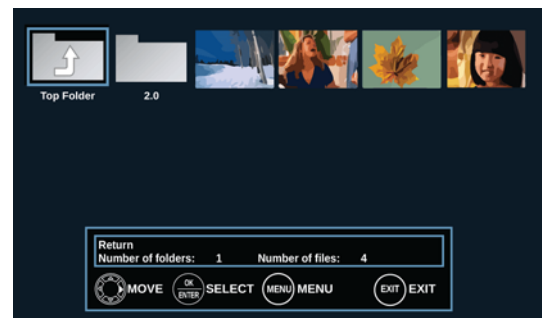 Top Folder 2.0
Return
Number of folders: 1 Number of files: 4
MOVE OK ENTER SELECT MENU MENU EXIT EXIT